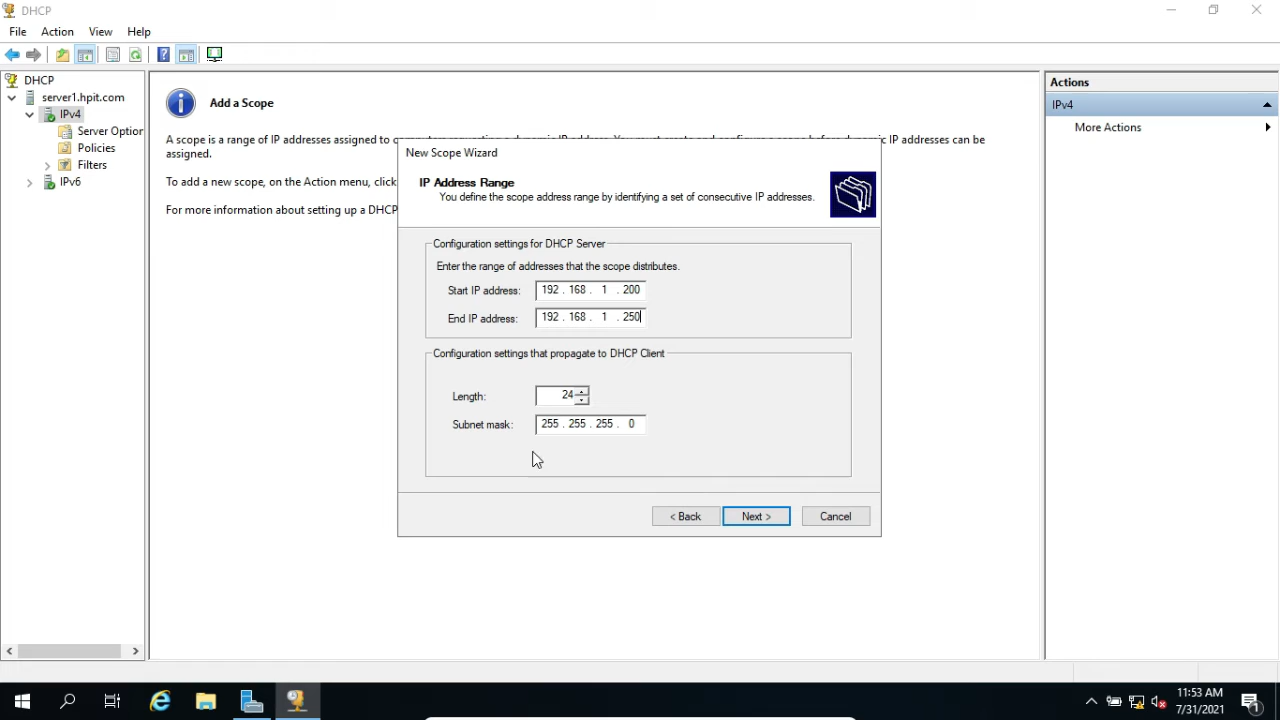 DHCP
File Action View Help
DHCP
server1.hpit.com
IPv4
Server Option
Policies
Filters
IPv6
Add a Scope
A scope is a range of IP addresses assigned to
addresses can be
assigned.
To add a new scope, on the Action menu, click
For more information about setting up a DHCP
New Scope Wizard
IP Address Range
You define the scope address range by identifying a set of consecutive IP addresses.
Configuration settings for DHCP Server
Enter the range of addresses that the scope distributes.
Start IP address: 192 . 168 . 1 . 200
End IP address: 192 . 168 . 1 . 250
Configuration settings that propagate to DHCP Client
Length: 24
Subnet mask: 255 . 255 . 255 . 0
< Back Next > Cancel
Actions
IPv4
More Actions
11:53 AM
7/31/2021
1